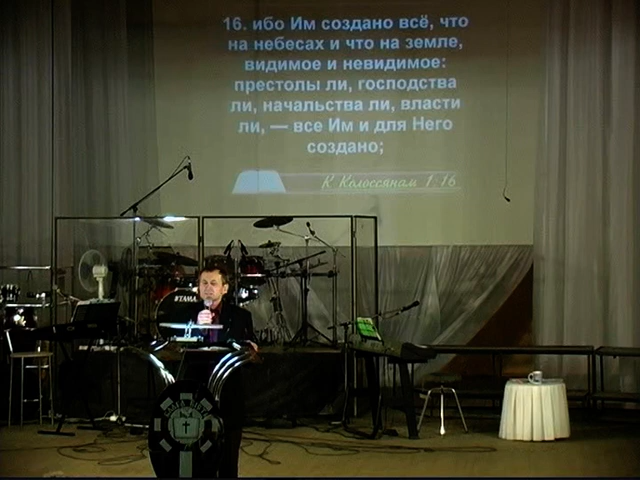 16. ибо Им создано всё, что
на небесах и что на земле,
видимое и невидимое:
престолы ли, господства
ли, начальства ли, власти
ли, — все Им и для Него
создано;
К Колоссянам 1:16
TAMA